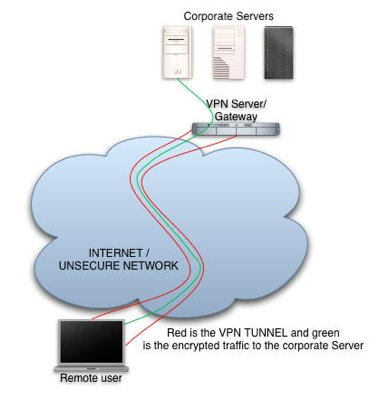 Corporate Servers
VPN Server/
Gateway
INTERNET /
UNSECURE NETWORK
Red is the VPN TUNNEL and green
is the encrypted traffic to the corporate Server
Remote user